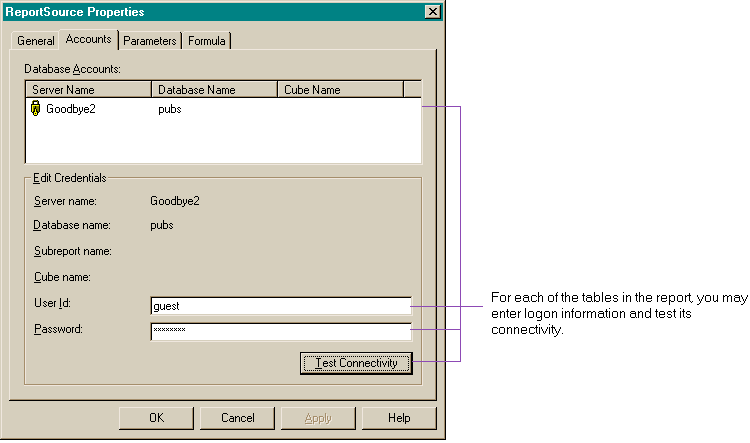 ReportSource Properties
General Accounts Parameters Formula
Database Accounts:
Server Name Database Name Cube Name
Goodbye2 pubs
Edit Credentials
Server name: Goodbye2
Database name: pubs
Subreport name:
Cube name:
User Id: guest
Password: xxxxxxxx
Test Connectivity
OK Cancel Apply Help
For each of the tables in the report, you may
enter logon information and test its
connectivity.